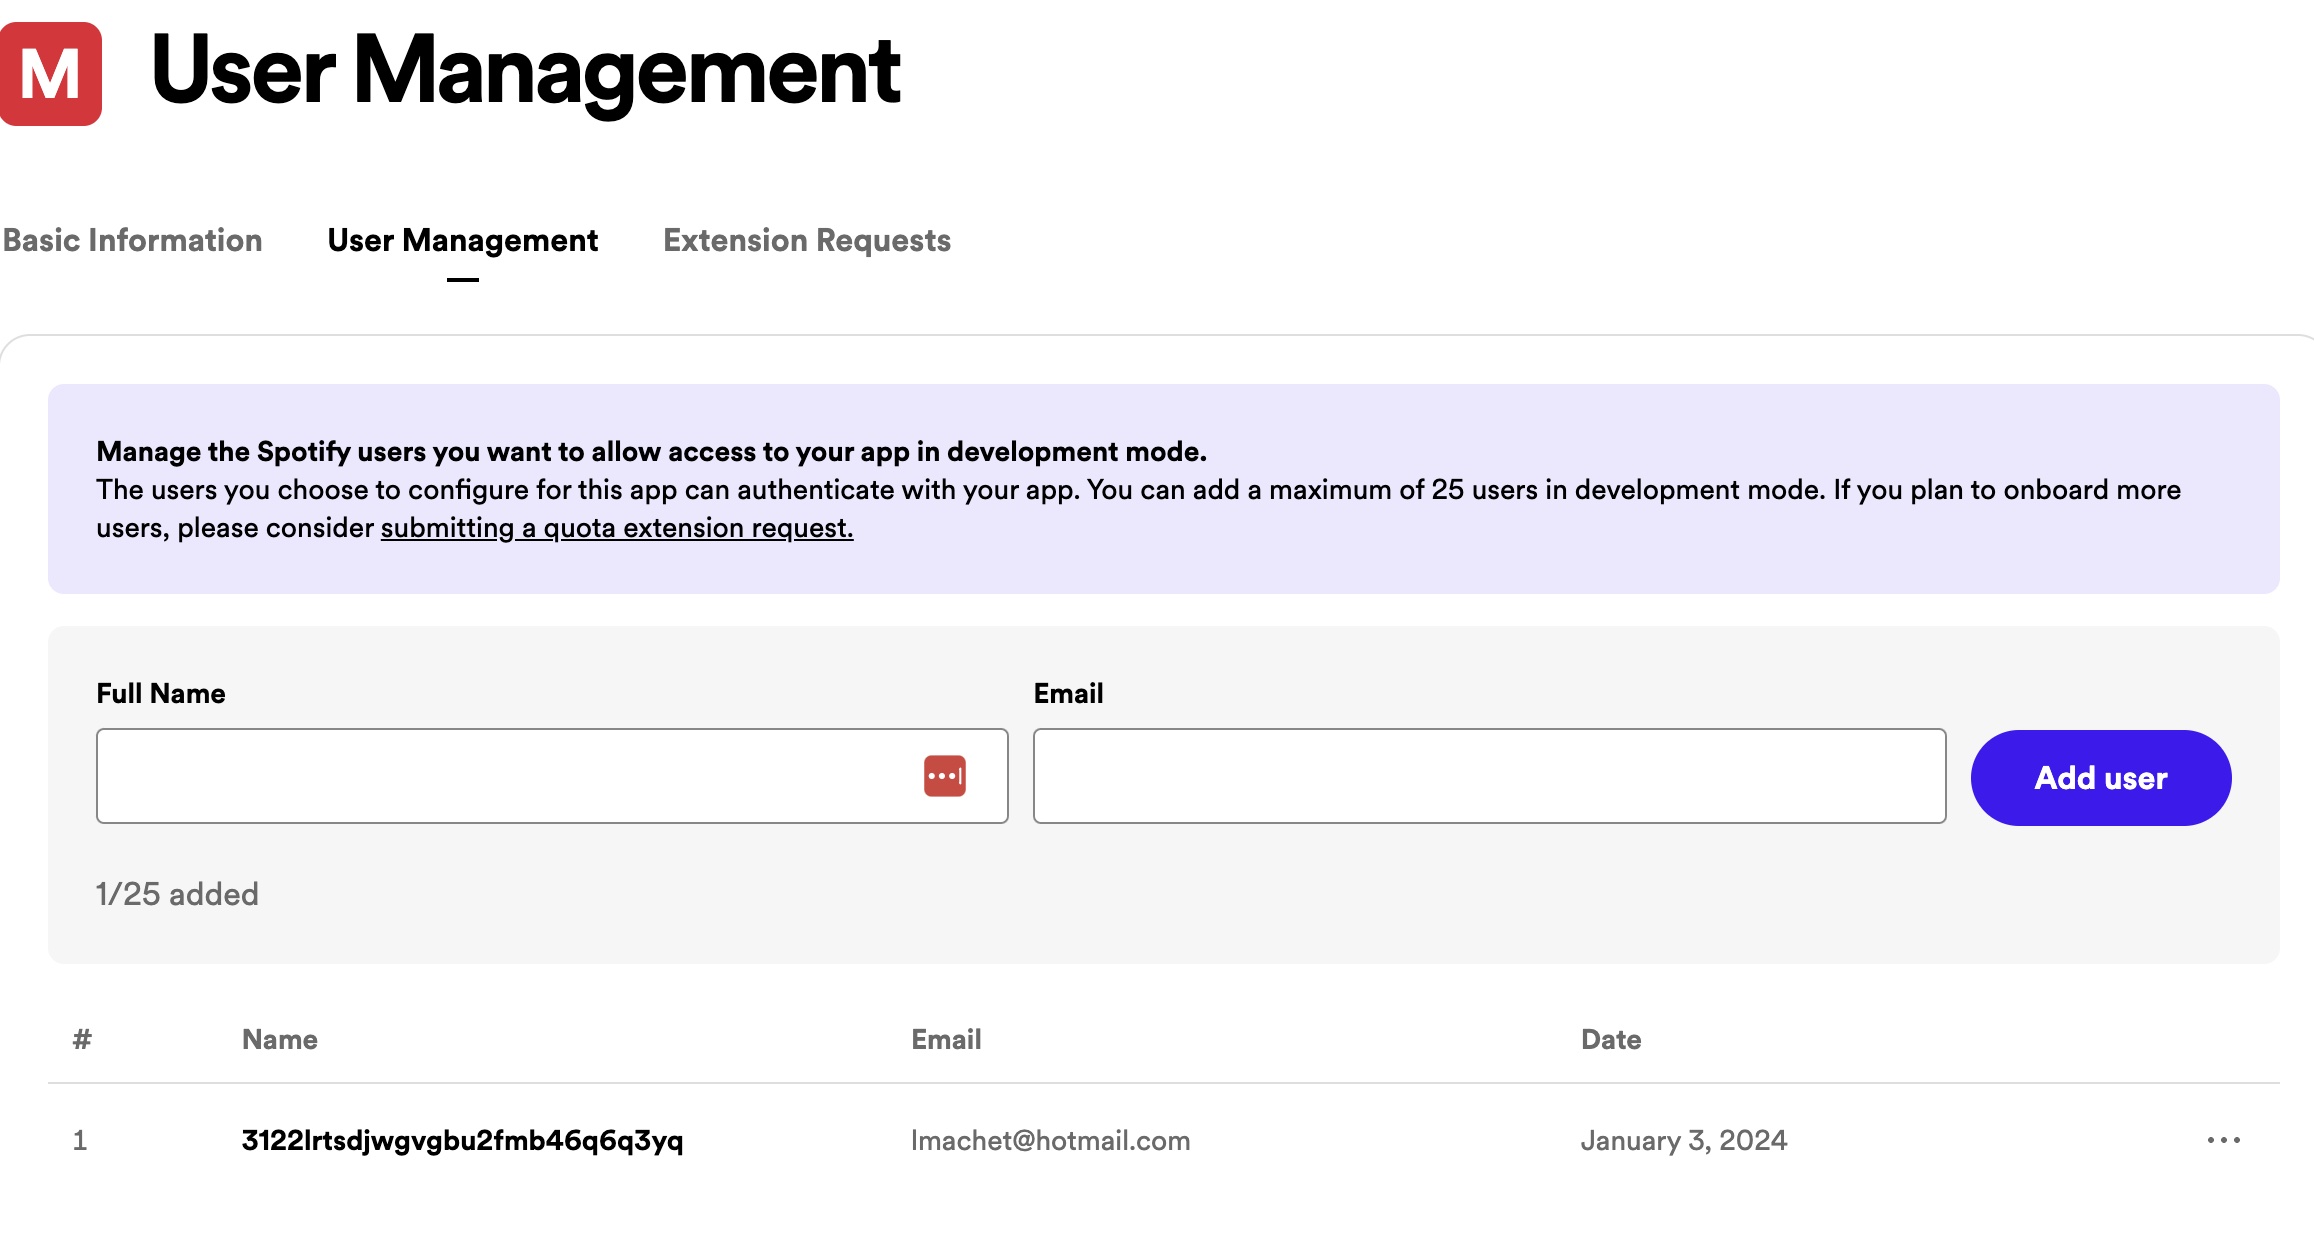 M
User Management
Basic Information
User Management
Extension Requests
Manage the Spotify users you want to allow access to your app in development mode.
The users you choose to configure for this app can authenticate with your app. You can add a maximum of 25 users in development mode. If you plan to onboard more
users, please consider submitting a quota extension request.
Full Name
Email
Add user
1/25 added
# Name Email Date
1 3122lrtsdjwgvgbu2fmb46q6q3yq lmachet@hotmail.com January 3, 2024